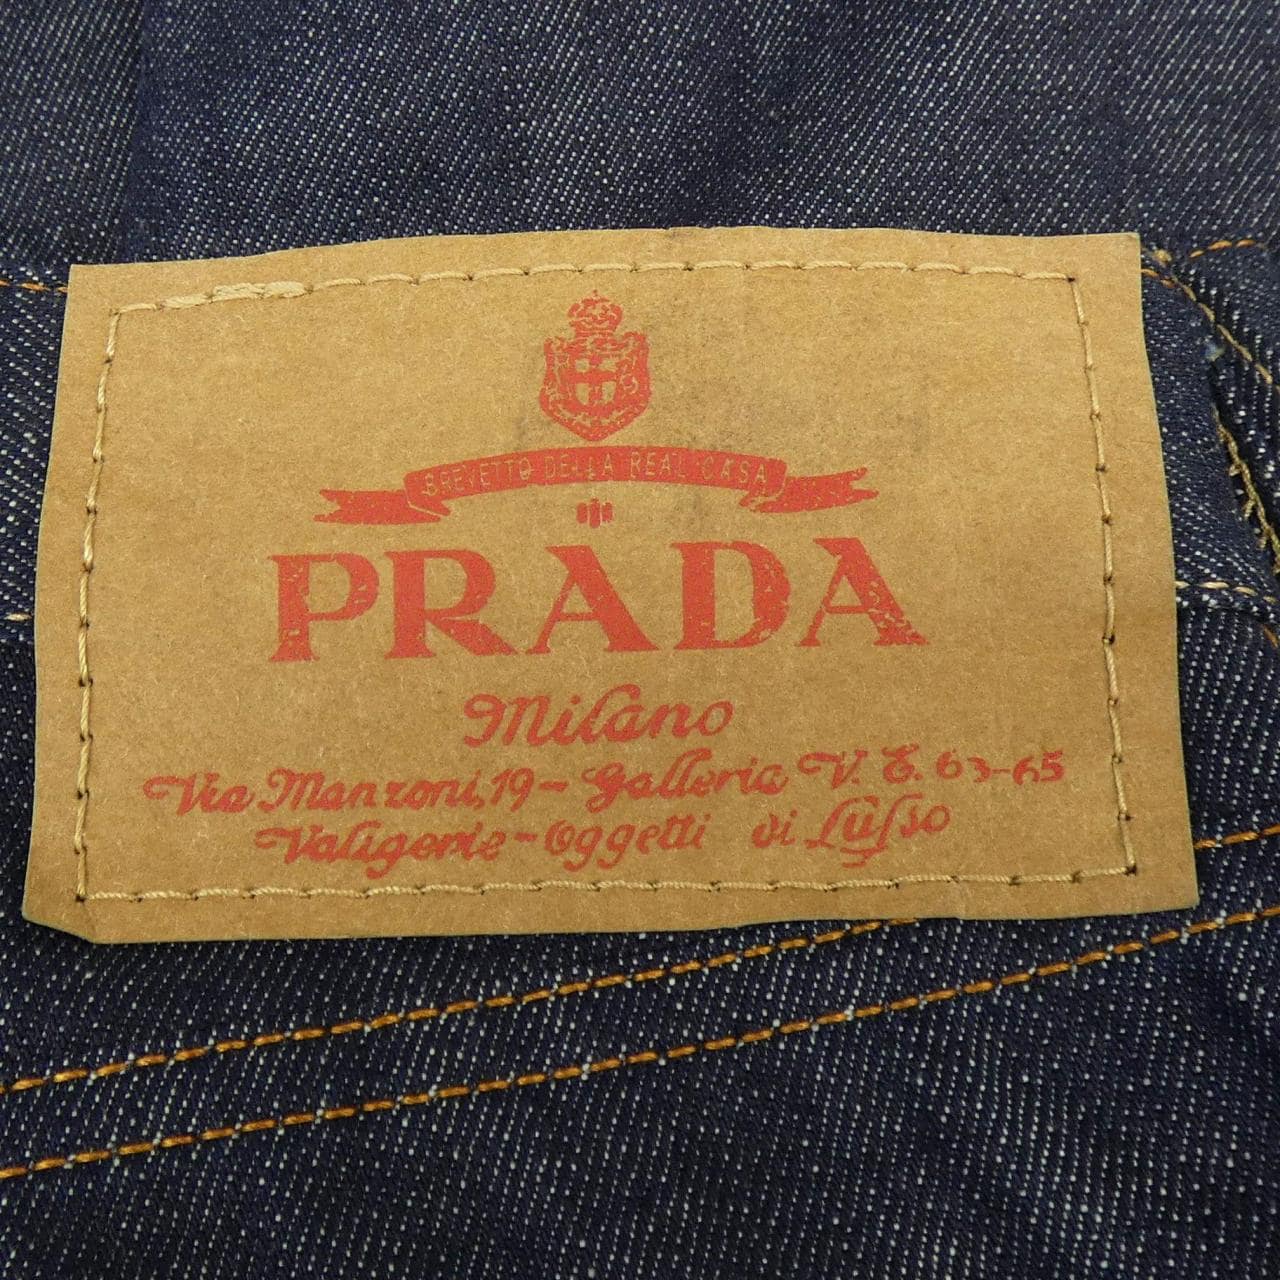 BREVETTO DELLA REAL CASA
PRADA
Milano
Via Manzoni, 19 - Galleria V. E. 63-65
Valigerie - Oggetti di Lusso